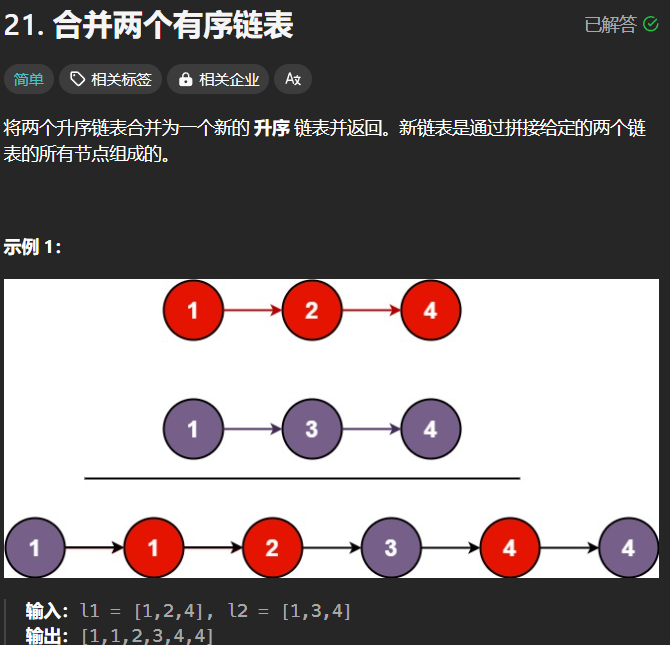 21. 合并两个有序链表 已解答
简单 相关标签 相关企业 Aあ
将两个升序链表合并为一个新的 升序 链表并返回。新链表是通过拼接给定的两个链
表的所有节点组成的。
示例 1：
1 2 4
1 3 4
1 1 2 3 4 4
输入：l1 = [1,2,4], l2 = [1,3,4]
输出：[1,1,2,3,4,4]